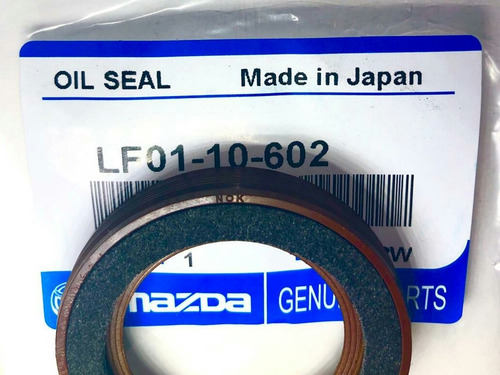 OIL SEAL Made in Japan
LF01-10-602
NOK
1
mazda GENU RTS